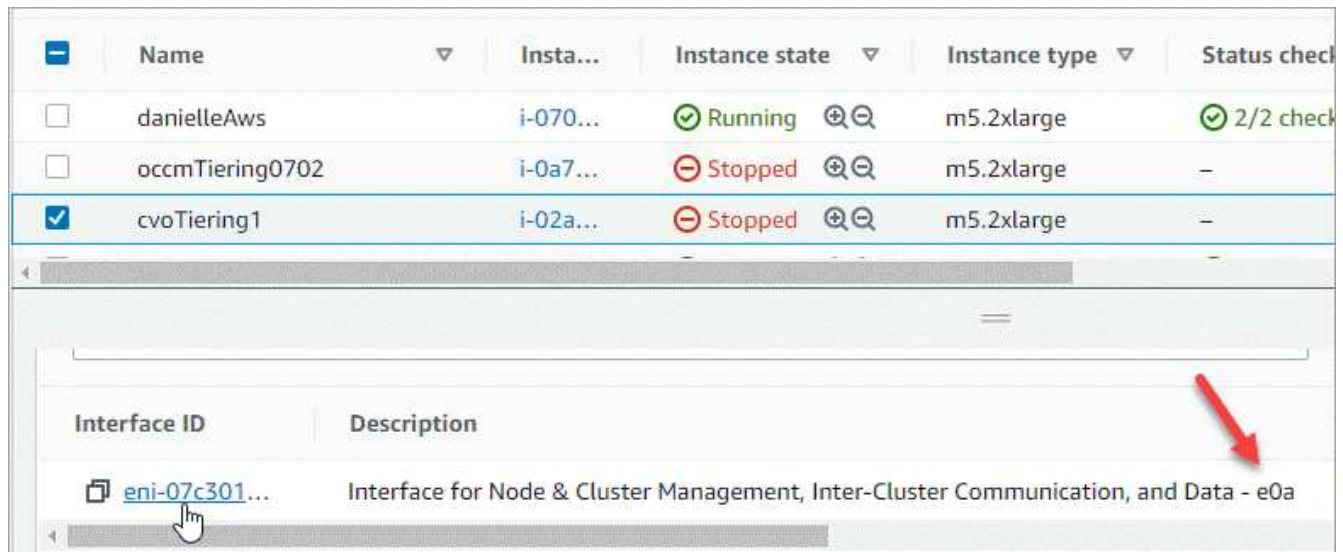 Name Insta... Instance state Instance type Status check
danielleAws i-070... Running m5.2xlarge 2/2 check
occmTiering0702 i-0a7... Stopped m5.2xlarge –
cvoTiering1 i-02a... Stopped m5.2xlarge –
Interface ID Description
eni-07c301... Interface for Node & Cluster Management, Inter-Cluster Communication, and Data - e0a